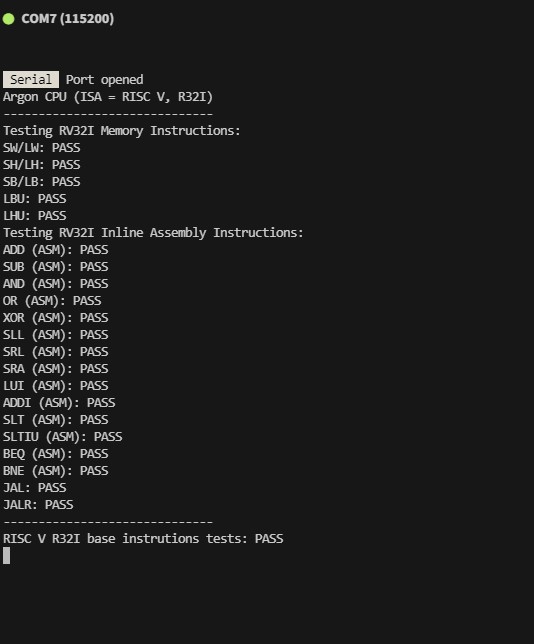 COM7 (115200)
Serial Port opened
Argon CPU (ISA = RISC V, R32I)
------------------------------
Testing RV32I Memory Instructions:
SW/LW: PASS
SH/LH: PASS
SB/LB: PASS
LBU: PASS
LHU: PASS
Testing RV32I Inline Assembly Instructions:
ADD (ASM): PASS
SUB (ASM): PASS
AND (ASM): PASS
OR (ASM): PASS
XOR (ASM): PASS
SLL (ASM): PASS
SRL (ASM): PASS
SRA (ASM): PASS
LUI (ASM): PASS
ADDI (ASM): PASS
SLT (ASM): PASS
SLTIU (ASM): PASS
BEQ (ASM): PASS
BNE (ASM): PASS
JAL: PASS
JALR: PASS
------------------------------
RISC V R32I base instrutions tests: PASS